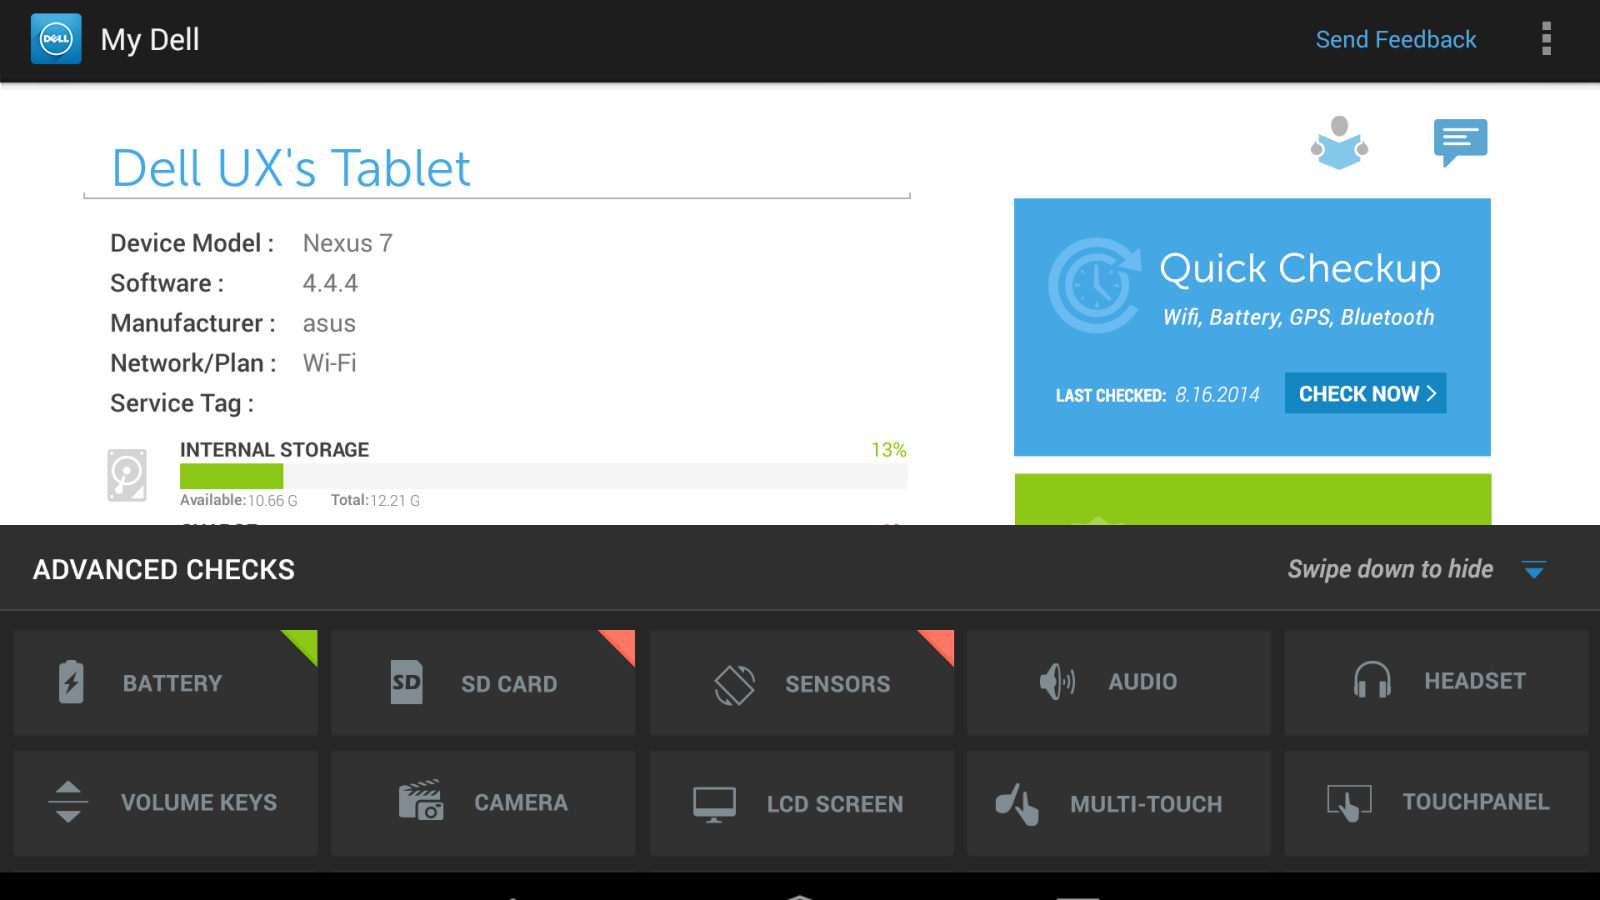 DELL My Dell Send Feedback
Dell UX's Tablet
Device Model : Nexus 7
Software : 4.4.4
Manufacturer : asus
Network/Plan : Wi-Fi
Service Tag :
INTERNAL STORAGE 13%
Available: 10.66 G Total: 12.21 G
Quick Checkup
Wifi, Battery, GPS, Bluetooth
LAST CHECKED: 8.16.2014 CHECK NOW >
ADVANCED CHECKS Swipe down to hide
BATTERY SD SD CARD SENSORS AUDIO HEADSET
VOLUME KEYS CAMERA LCD SCREEN MULTI-TOUCH TOUCHPANEL